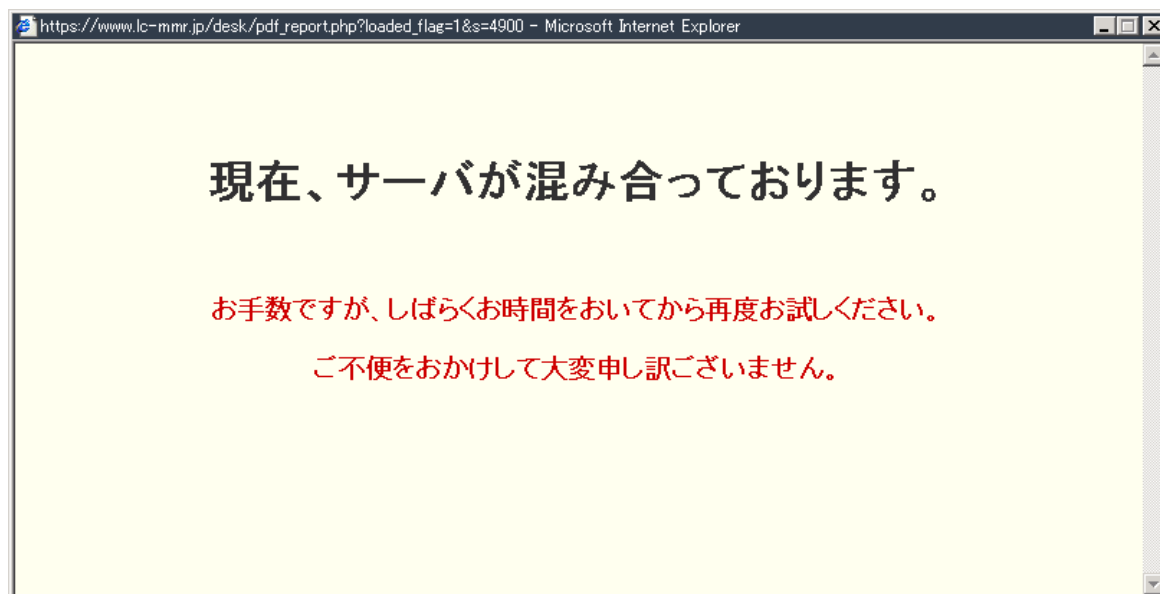 https://www.lc-mmr.jp/desk/pdf_report.php?loaded_flag=1&s=4900 - Microsoft Internet Explorer
現在、サーバが混み合っております。
お手数ですが、しばらくお時間をおいてから再度お試しください。
ご不便をおかけして大変申し訳ございません。